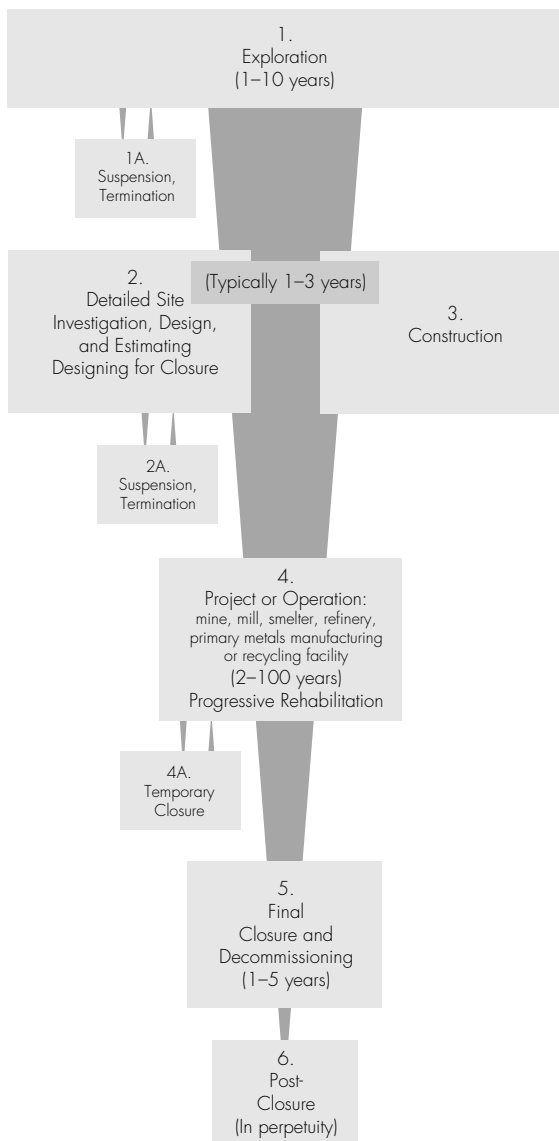 1.
Exploration
(1–10 years)
1A.
Suspension,
Termination
2.
Detailed Site
Investigation, Design,
and Estimating
Designing for Closure
(Typically 1–3 years)
3.
Construction
2A.
Suspension,
Termination
4.
Project or Operation:
mine, mill, smelter, refinery,
primary metals manufacturing
or recycling facility
(2–100 years)
Progressive Rehabilitation
4A.
Temporary
Closure
5.
Final
Closure and
Decommissioning
(1–5 years)
6.
Post-
Closure
(In perpetuity)